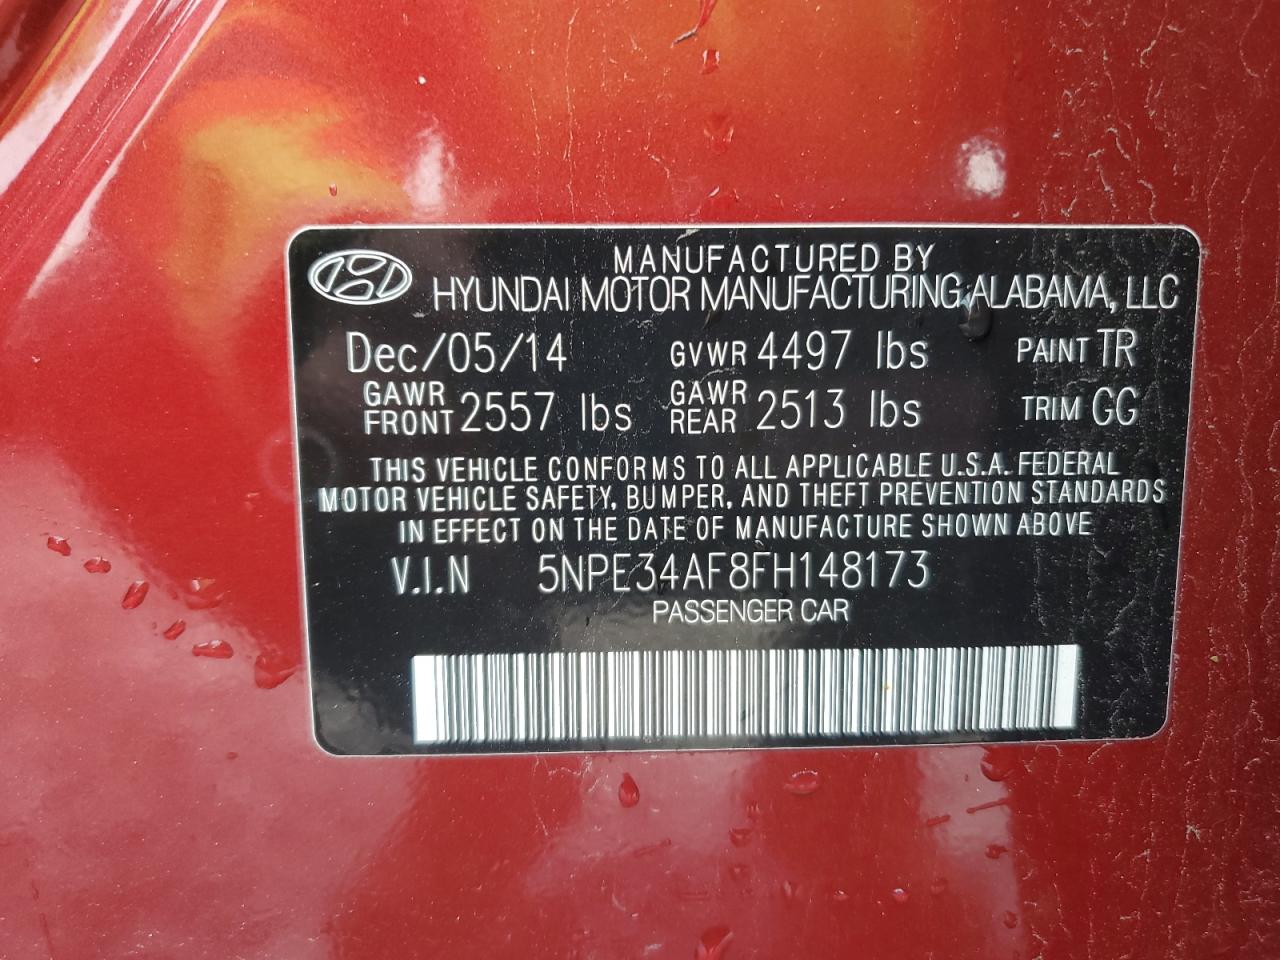 MANUFACTURED BY
HYUNDAI MOTOR MANUFACTURING ALABAMA, LLC
Dec/05/14 GVWR 4497 lbs PAINT TR
GAWR FRONT 2557 lbs GAWR REAR 2513 lbs TRIM GG
THIS VEHICLE CONFORMS TO ALL APPLICABLE U.S.A. FEDERAL
MOTOR VEHICLE SAFETY, BUMPER, AND THEFT PREVENTION STANDARDS
IN EFFECT ON THE DATE OF MANUFACTURE SHOWN ABOVE
V.I.N 5NPE34AF8FH148173
PASSENGER CAR